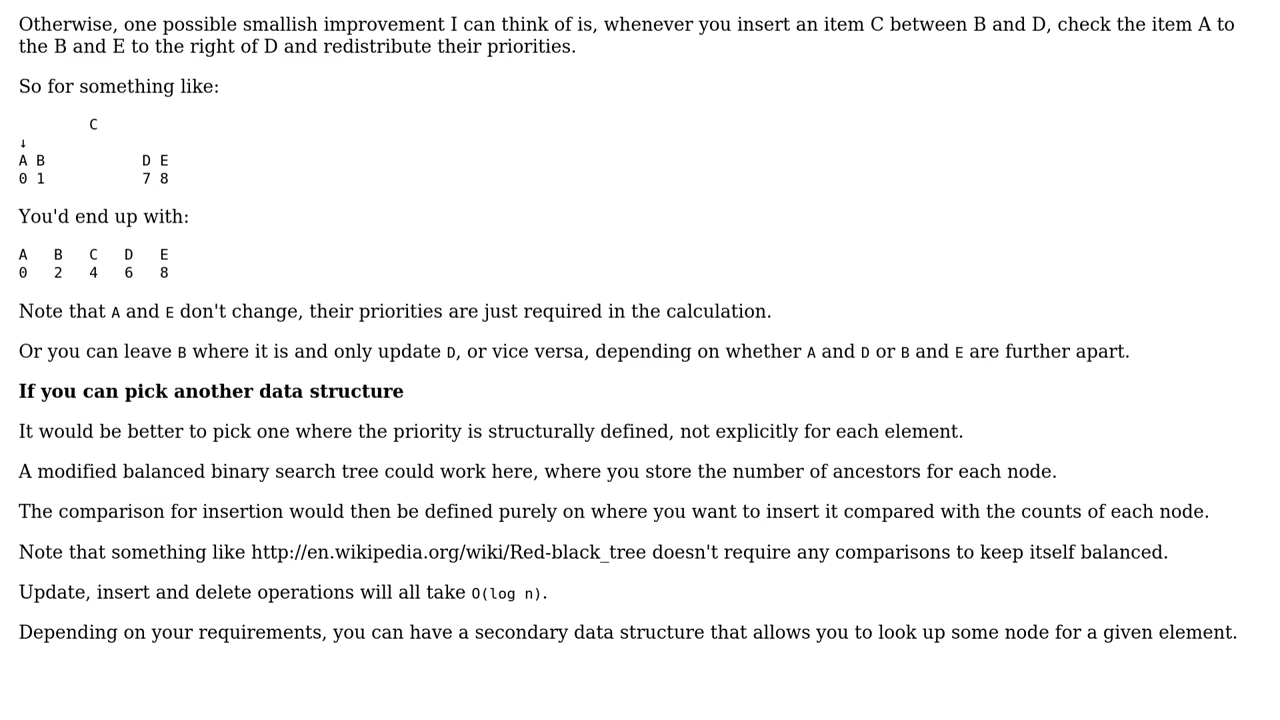 Otherwise, one possible smallish improvement I can think of is, whenever you insert an item C between B and D, check the item A to
the B and E to the right of D and redistribute their priorities.
So for something like:
        C
↓
A B           D E
0 1           7 8
You'd end up with:
A   B   C   D   E
0   2   4   6   8
Note that A and E don't change, their priorities are just required in the calculation.
Or you can leave B where it is and only update D, or vice versa, depending on whether A and D or B and E are further apart.
If you can pick another data structure
It would be better to pick one where the priority is structurally defined, not explicitly for each element.
A modified balanced binary search tree could work here, where you store the number of ancestors for each node.
The comparison for insertion would then be defined purely on where you want to insert it compared with the counts of each node.
Note that something like http://en.wikipedia.org/wiki/Red-black_tree doesn't require any comparisons to keep itself balanced.
Update, insert and delete operations will all take O(log n).
Depending on your requirements, you can have a secondary data structure that allows you to look up some node for a given element.